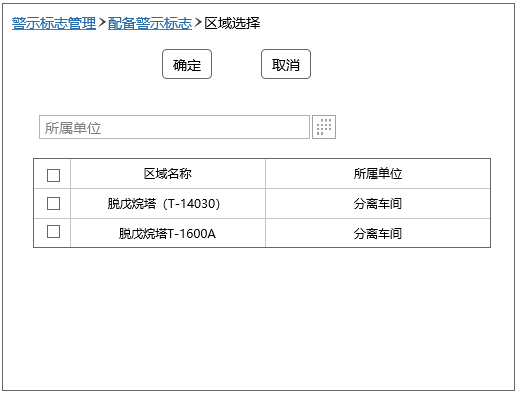 警示标志管理>配备警示标志>区域选择
确定 取消
所属单位
区域名称 所属单位
脱戊烷塔（T-14030） 分离车间
脱戊烷塔T-1600A 分离车间